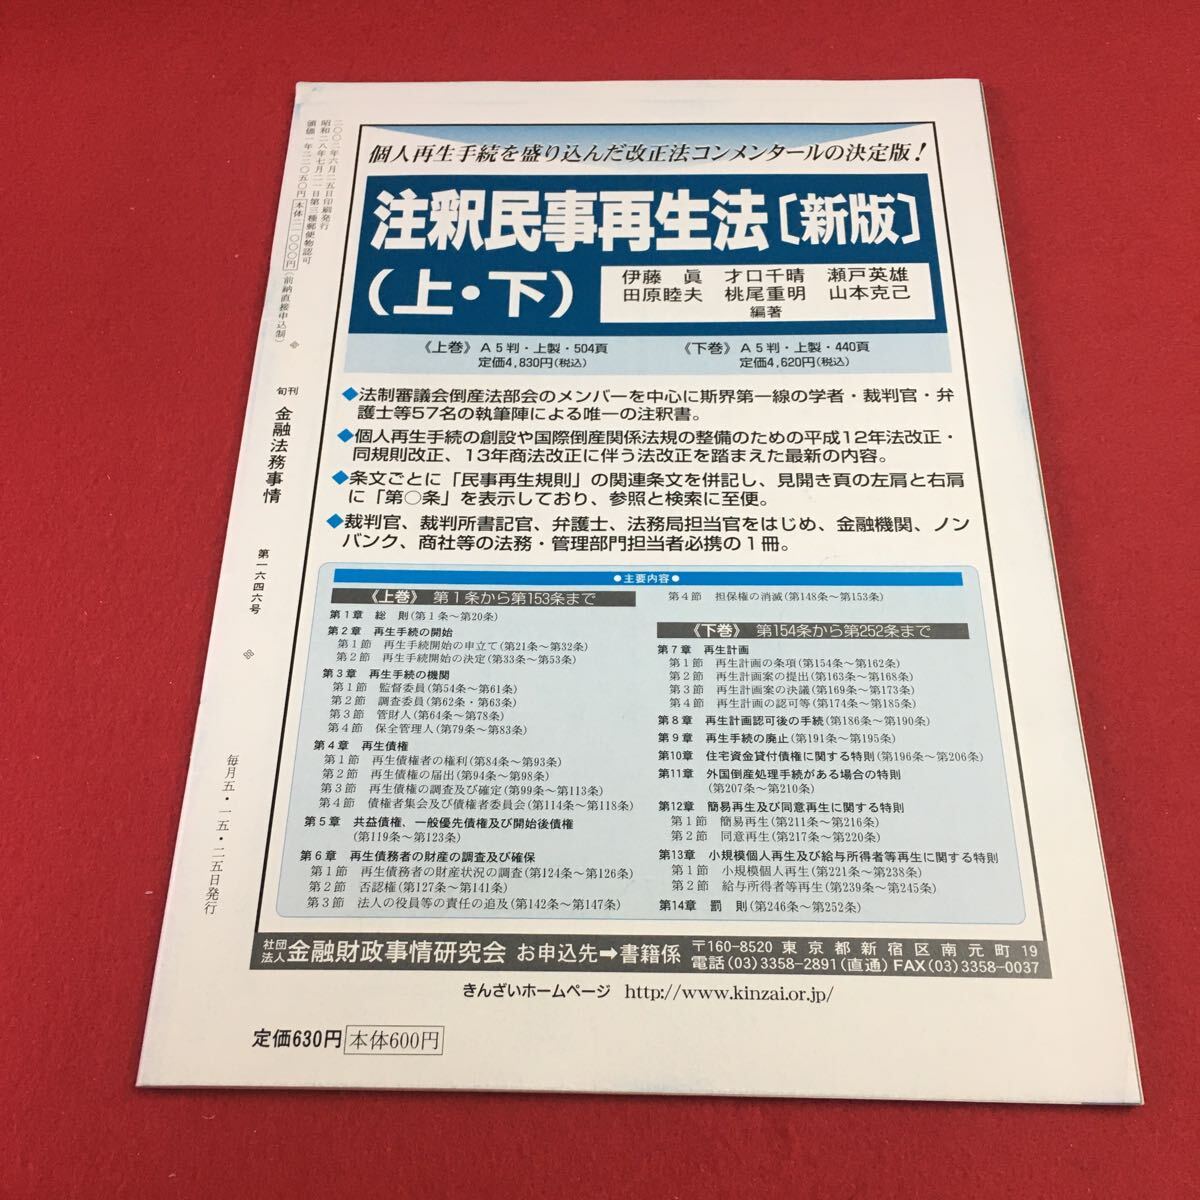 個人再生手続を盛り込んだ改正法コンメンタールの決定版！
注釈民事再生法〔新版〕
（上・下）
伊藤　眞　才口千晴　瀬戸英雄
田原睦夫　桃尾重明　山本克己
編著
《上巻》Ａ５判・上製・504頁
定価4,830円（税込）
《下巻》Ａ５判・上製・440頁
定価4,620円（税込）
◆法制審議会倒産法部会のメンバーを中心に斯界第一線の学者・裁判官・弁
護士等57名の執筆陣による唯一の注釈書。
◆個人再生手続の創設や国際倒産関係法規の整備のための平成12年法改正・
同規則改正、13年商法改正に伴う法改正を踏まえた最新の内容。
◆条文ごとに「民事再生規則」の関連条文を併記し、見開き頁の左肩と右肩
に「第○条」を表示しており、参照と検索に至便。
◆裁判官、裁判所書記官、弁護士、法務局担当官をはじめ、金融機関、ノン
バンク、商社等の法務・管理部門担当者必携の１冊。
●主要内容●
《上巻》 第１条から第153条まで
第１章　総　則（第１条～第20条）
第２章　再生手続の開始
第１節　再生手続開始の申立て（第21条～第32条）
第２節　再生手続開始の決定（第33条～第53条）
第３章　再生手続の機関
第１節　監督委員（第54条～第61条）
第２節　調査委員（第62条・第63条）
第３節　管財人（第64条～第78条）
第４節　保全管理人（第79条～第83条）
第４章　再生債権
第１節　再生債権者の権利（第84条～第93条）
第２節　再生債権の届出（第94条～第98条）
第３節　再生債権の調査及び確定（第99条～第113条）
第４節　債権者集会及び債権者委員会（第114条～第118条）
第５章　共益債権、一般優先債権及び開始後債権
（第119条～第123条）
第６章　再生債務者の財産の調査及び確保
第１節　再生債務者の財産状況の調査（第124条～第126条）
第２節　否認権（第127条～第141条）
第３節　法人の役員等の責任の追及（第142条～第147条）
第４節　担保権の消滅（第148条～第153条）
《下巻》 第154条から第252条まで
第７章　再生計画
第１節　再生計画の条項（第154条～第162条）
第２節　再生計画案の提出（第163条～第168条）
第３節　再生計画案の決議（第169条～第173条）
第４節　再生計画の認可等（第174条～第185条）
第８章　再生計画認可後の手続（第186条～第190条）
第９章　再生手続の廃止（第191条～第195条）
第10章　住宅資金貸付債権に関する特則（第196条～第206条）
第11章　外国倒産処理手続がある場合の特則
（第207条～第210条）
第12章　簡易再生及び同意再生に関する特則
第１節　簡易再生（第211条～第216条）
第２節　同意再生（第217条～第220条）
第13章　小規模個人再生及び給与所得者等再生に関する特則
第１節　小規模個人再生（第221条～第238条）
第２節　給与所得者等再生（第239条～第245条）
第14章　罰　則（第246条～第252条）
社団法人 金融財政事情研究会 お申込先➡書籍係
〒160-8520 東京都新宿区南元町 19
電話(03)3358-2891(直通) FAX(03)3358-0037
きんざいホームページ http://www.kinzai.or.jp/
定価630円 本体600円
二〇〇二年六月二五日印刷発行
昭和二八年七月二一日第三種郵便物認可
頒価一年二二〇五〇円 本体二一〇〇〇円（前納直接申込制）
旬刊 金融法務事情 第一六四六号
毎月五・一五・二五日発行